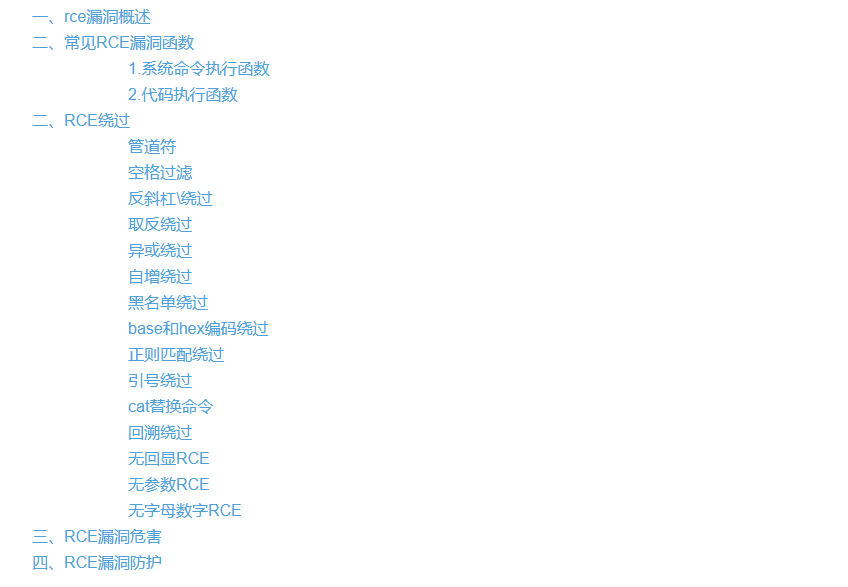 一、rce漏洞概述
二、常见RCE漏洞函数
1.系统命令执行函数
2.代码执行函数
二、RCE绕过
管道符
空格过滤
反斜杠\绕过
取反绕过
异或绕过
自增绕过
黑名单绕过
base和hex编码绕过
正则匹配绕过
引号绕过
cat替换命令
回溯绕过
无回显RCE
无参数RCE
无字母数字RCE
三、RCE漏洞危害
四、RCE漏洞防护